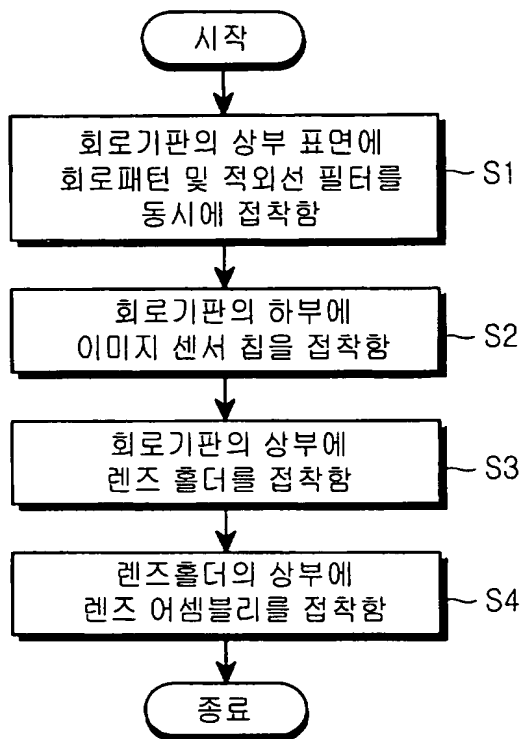 시작
회로기판의 상부 표면에
회로패턴 및 적외선 필터를
동시에 접착함
S1
회로기판의 하부에
이미지 센서 칩을 접착함
S2
회로기판의 상부에
렌즈 홀더를 접착함
S3
렌즈홀더의 상부에
렌즈 어셈블리를 접착함
S4
종료